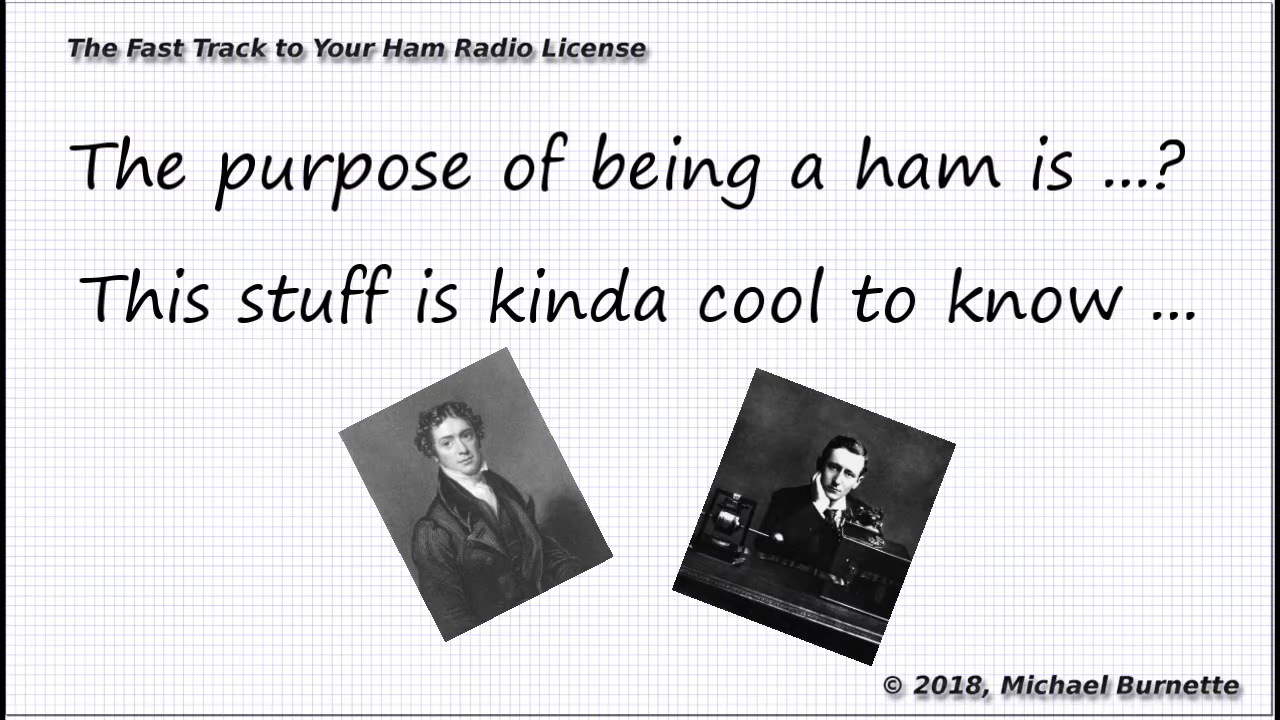 The Fast Track to Your Ham Radio License
The purpose of being a ham is ...?
This stuff is kinda cool to know ...
© 2018, Michael Burnette